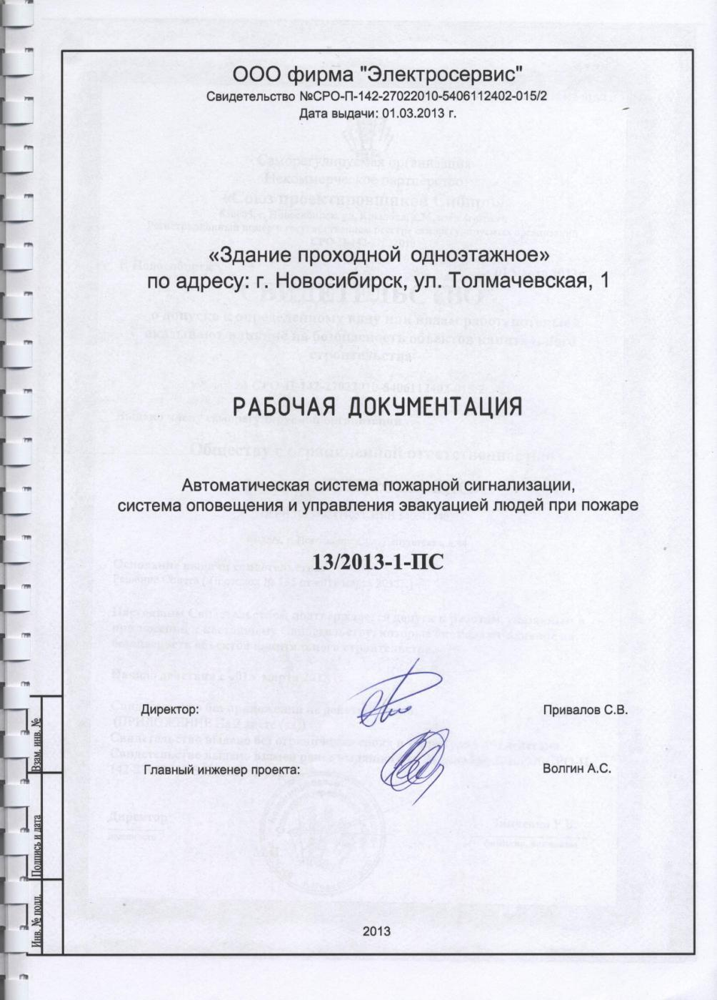 ООО фирма "Электросервис"
Свидетельство №СРО-П-142-27022010-5406112402-015/2
Дата выдачи: 01.03.2013 г.
«Здание проходной одноэтажное»
по адресу: г. Новосибирск, ул. Толмачевская, 1
РАБОЧАЯ ДОКУМЕНТАЦИЯ
Автоматическая система пожарной сигнализации,
система оповещения и управления эвакуацией людей при пожаре
13/2013-1-ПС
Директор: Привалов С.В.
Главный инженер проекта: Волгин А.С.
Взам. инв. №
Подпись и дата
Инв. № подл.
2013